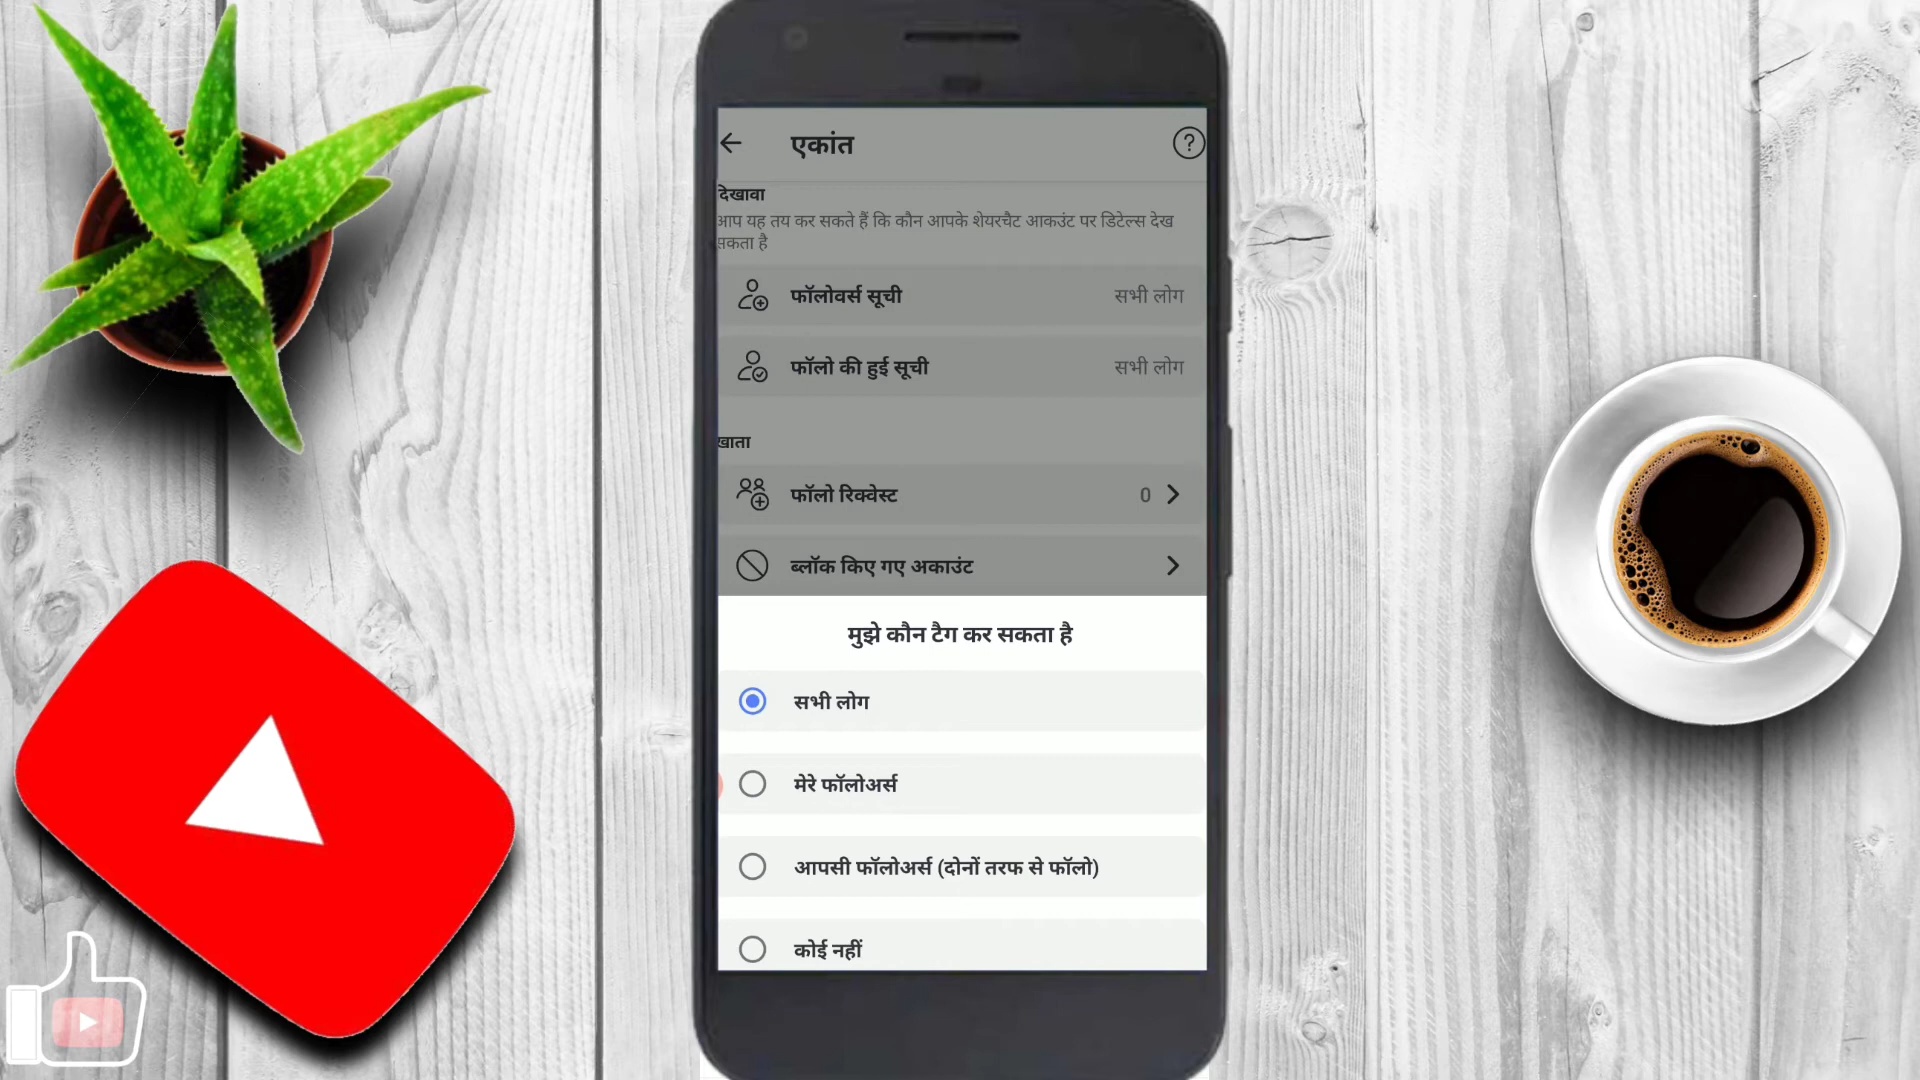 एकांत
देखावा
आप यह तय कर सकते हैं कि कौन आपके शेयरचैट आकउंट पर डिटेल्स देख
सकता है
फॉलोवर्स सूची सभी लोग
फॉलो की हुई सूची सभी लोग
खाता
फॉलो रिक्वेस्ट 0
ब्लॉक किए गए अकाउंट
मुझे कौन टैग कर सकता है
सभी लोग
मेरे फॉलोअर्स
आपसी फॉलोअर्स (दोनों तरफ से फॉलो)
कोई नहीं